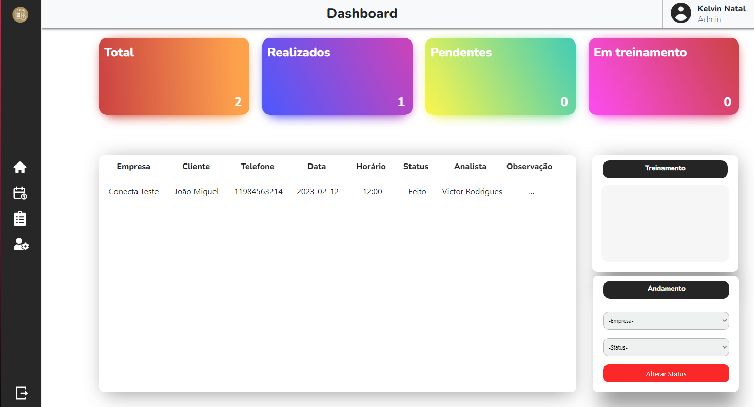 Dashboard
Kelvin Natal
Admin
Total
2
Realizados
1
Pendentes
0
Em treinamento
0
Empresa Cliente Telefone Data Horário Status Analista Observação
Conecta Teste João Miguel 11984563214 2023-02-12 12:00 Feito Victor Rodrigues ...
Treinamento
Andamento
-Empresa-
-Status-
Alterar Status